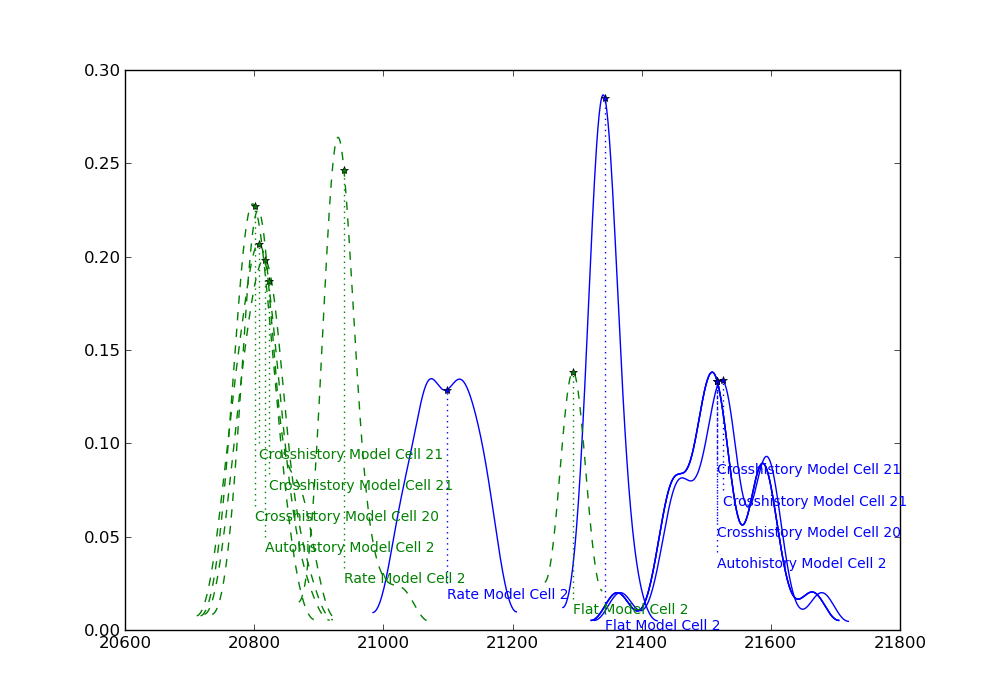 0.30
0.25
0.20
0.15
0.10
0.05
0.00
Crosshistory Model Cell 21
Crosshistory Model Cell 21
Crosshistory Model Cell 20
Autohistory Model Cell 2
Rate Model Cell 2
Rate Model Cell 2
Flat Model Cell 2
Flat Model Cell 2
Crosshistory Model Cell 21
Crosshistory Model Cell 21
Crosshistory Model Cell 20
Autohistory Model Cell 2
20600 20800 21000 21200 21400 21600 21800